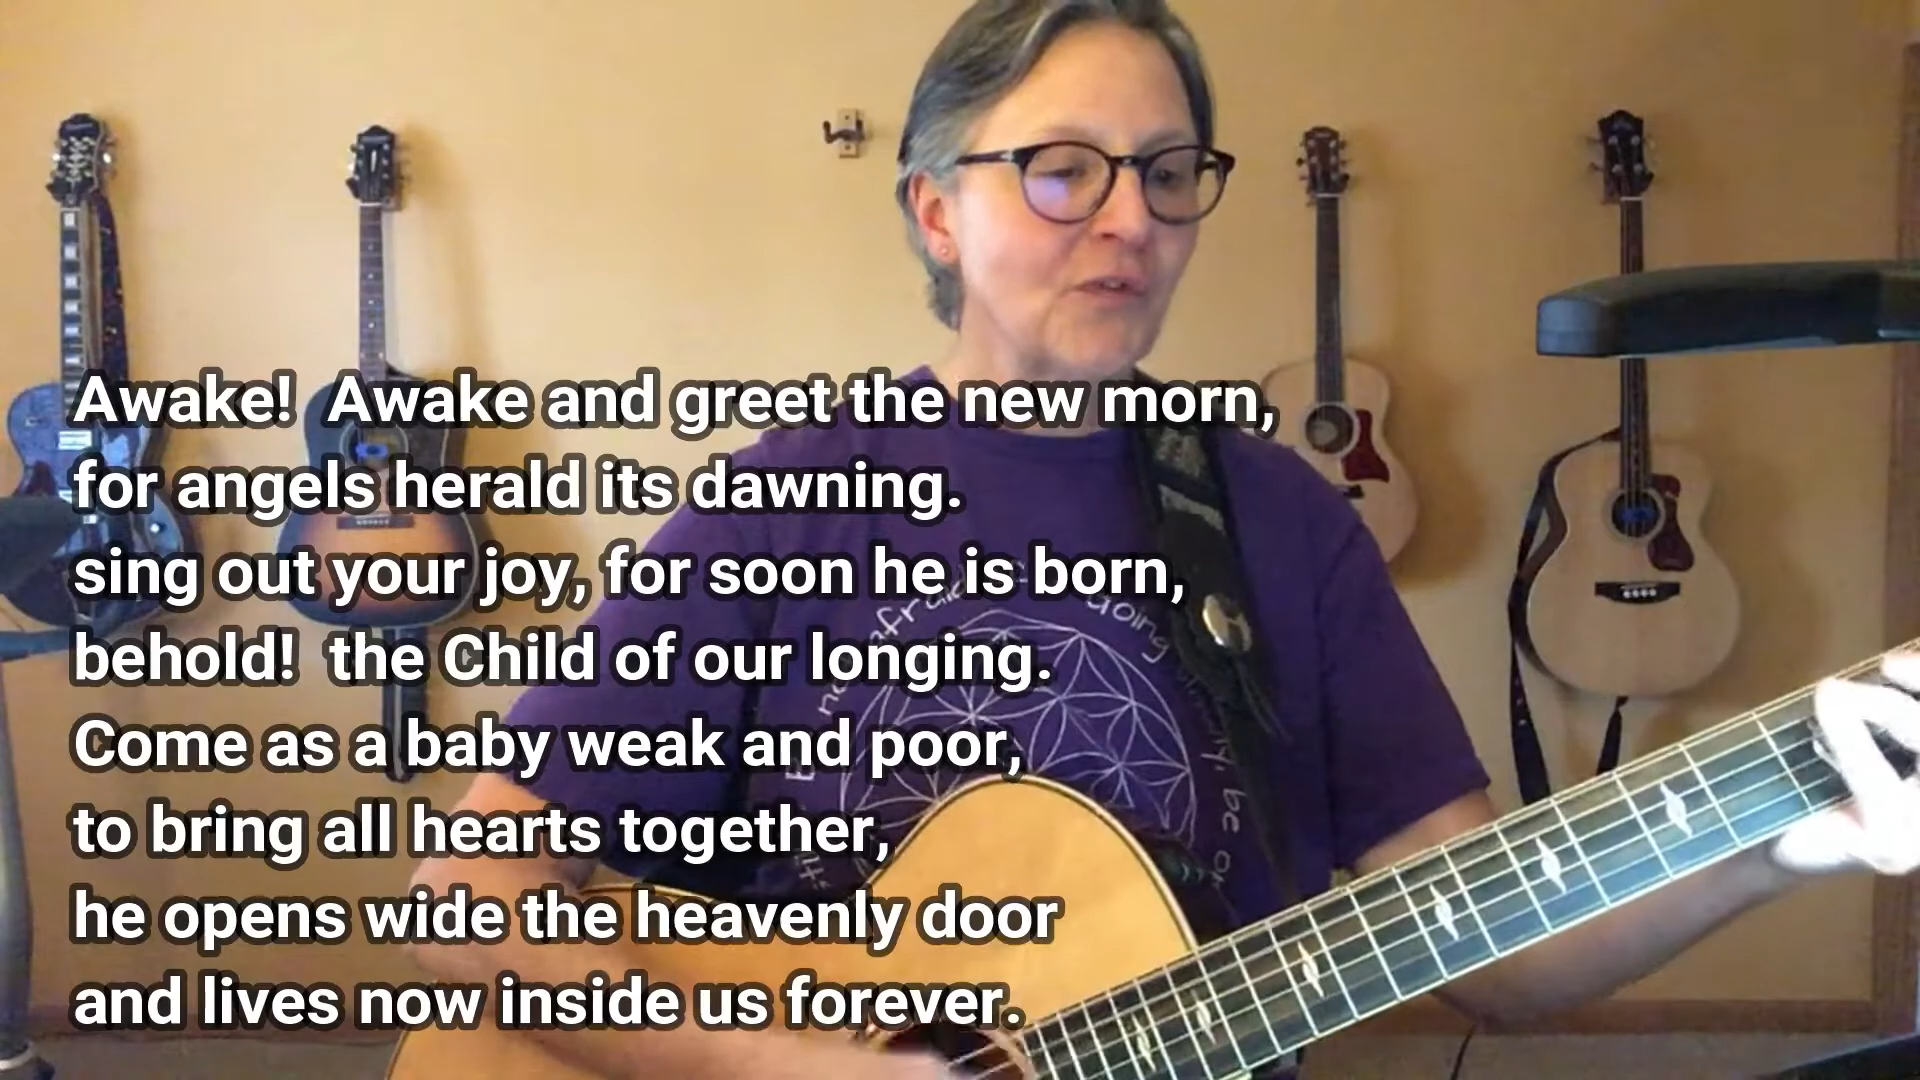 Awake!  Awake and greet the new morn,
for angels herald its dawning.
sing out your joy, for soon he is born,
behold!  the Child of our longing.
Come as a baby weak and poor,
to bring all hearts together,
he opens wide the heavenly door
and lives now inside us forever.
going
be